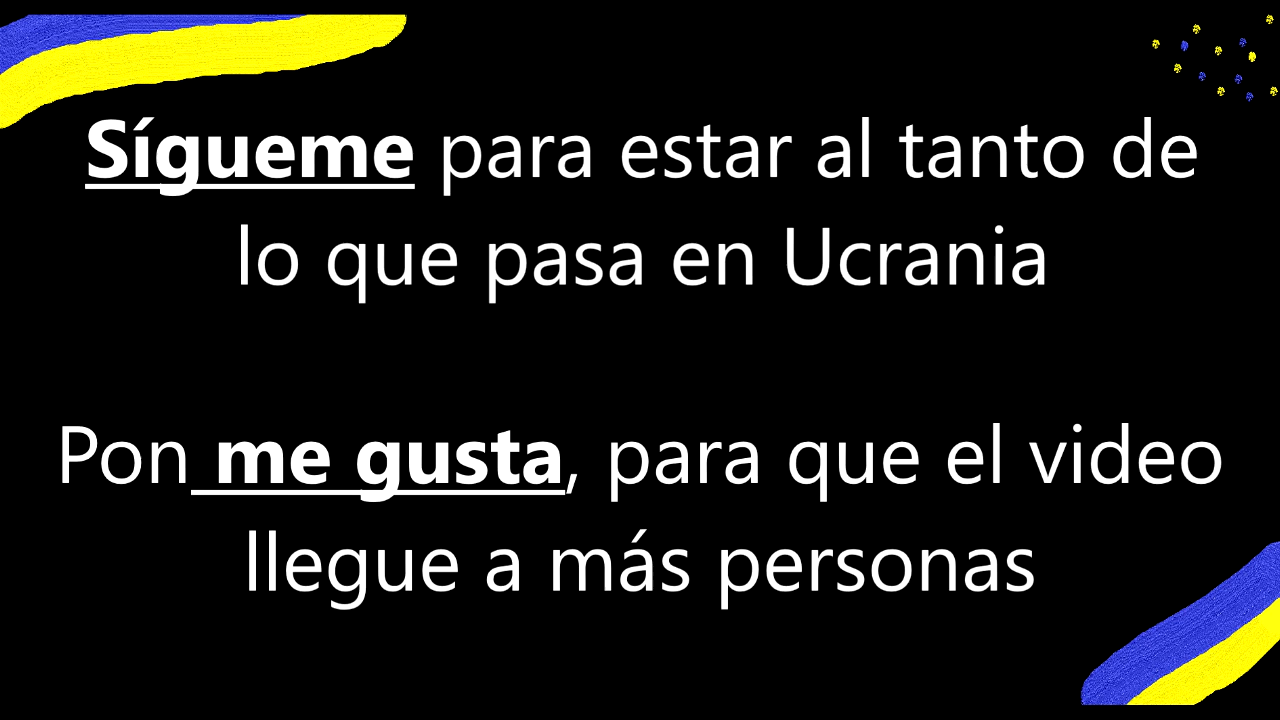 Sígueme para estar al tanto de
lo que pasa en Ucrania
Pon me gusta, para que el video
llegue a más personas